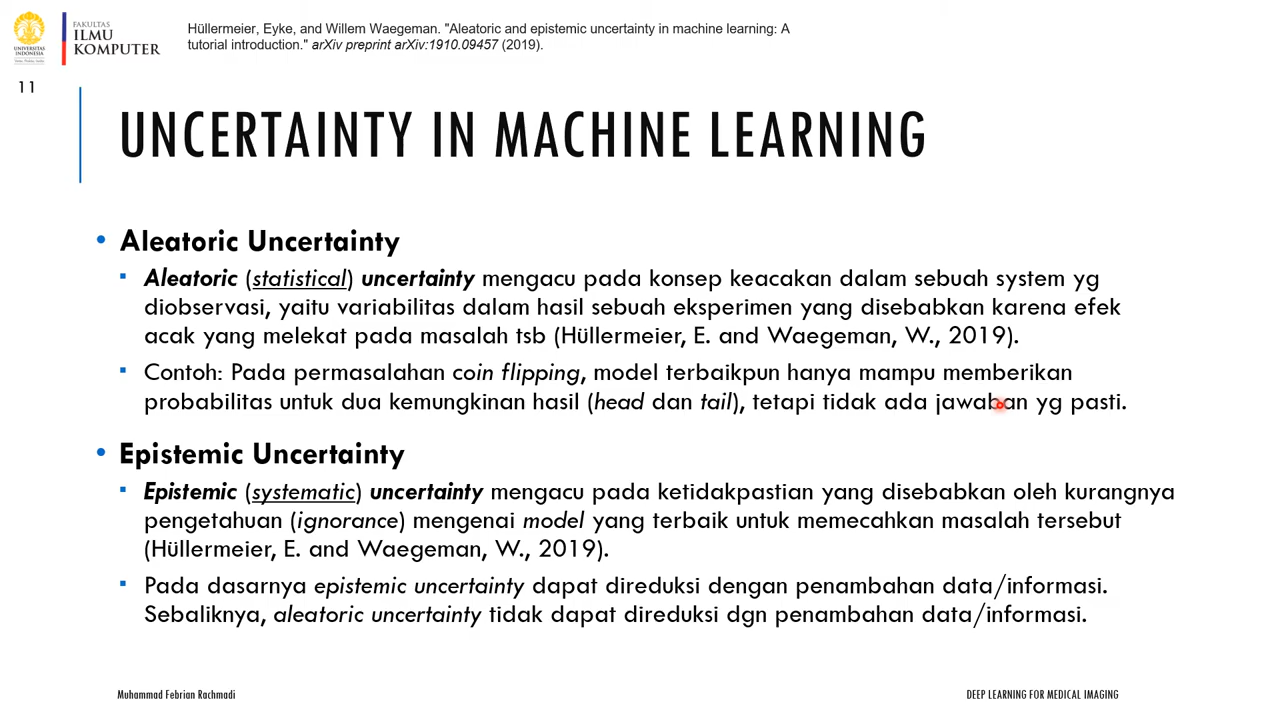 FAKULTAS
ILMU
KOMPUTER
UNIVERSITAS
INDONESIA
Hüllermeier, Eyke, and Willem Waegeman. "Aleatoric and epistemic uncertainty in machine learning: A
tutorial introduction." arXiv preprint arXiv:1910.09457 (2019).
11
UNCERTAINTY IN MACHINE LEARNING
• Aleatoric Uncertainty
▪ Aleatoric (statistical) uncertainty mengacu pada konsep keacakan dalam sebuah system yg
diobservasi, yaitu variabilitas dalam hasil sebuah eksperimen yang disebabkan karena efek
acak yang melekat pada masalah tsb (Hüllermeier, E. and Waegeman, W., 2019).
▪ Contoh: Pada permasalahan coin flipping, model terbaikpun hanya mampu memberikan
probabilitas untuk dua kemungkinan hasil (head dan tail), tetapi tidak ada jawaban yg pasti.
• Epistemic Uncertainty
▪ Epistemic (systematic) uncertainty mengacu pada ketidakpastian yang disebabkan oleh kurangnya
pengetahuan (ignorance) mengenai model yang terbaik untuk memecahkan masalah tersebut
(Hüllermeier, E. and Waegeman, W., 2019).
▪ Pada dasarnya epistemic uncertainty dapat direduksi dengan penambahan data/informasi.
Sebaliknya, aleatoric uncertainty tidak dapat direduksi dgn penambahan data/informasi.
Muhammad Febrian Rachmadi
DEEP LEARNING FOR MEDICAL IMAGING